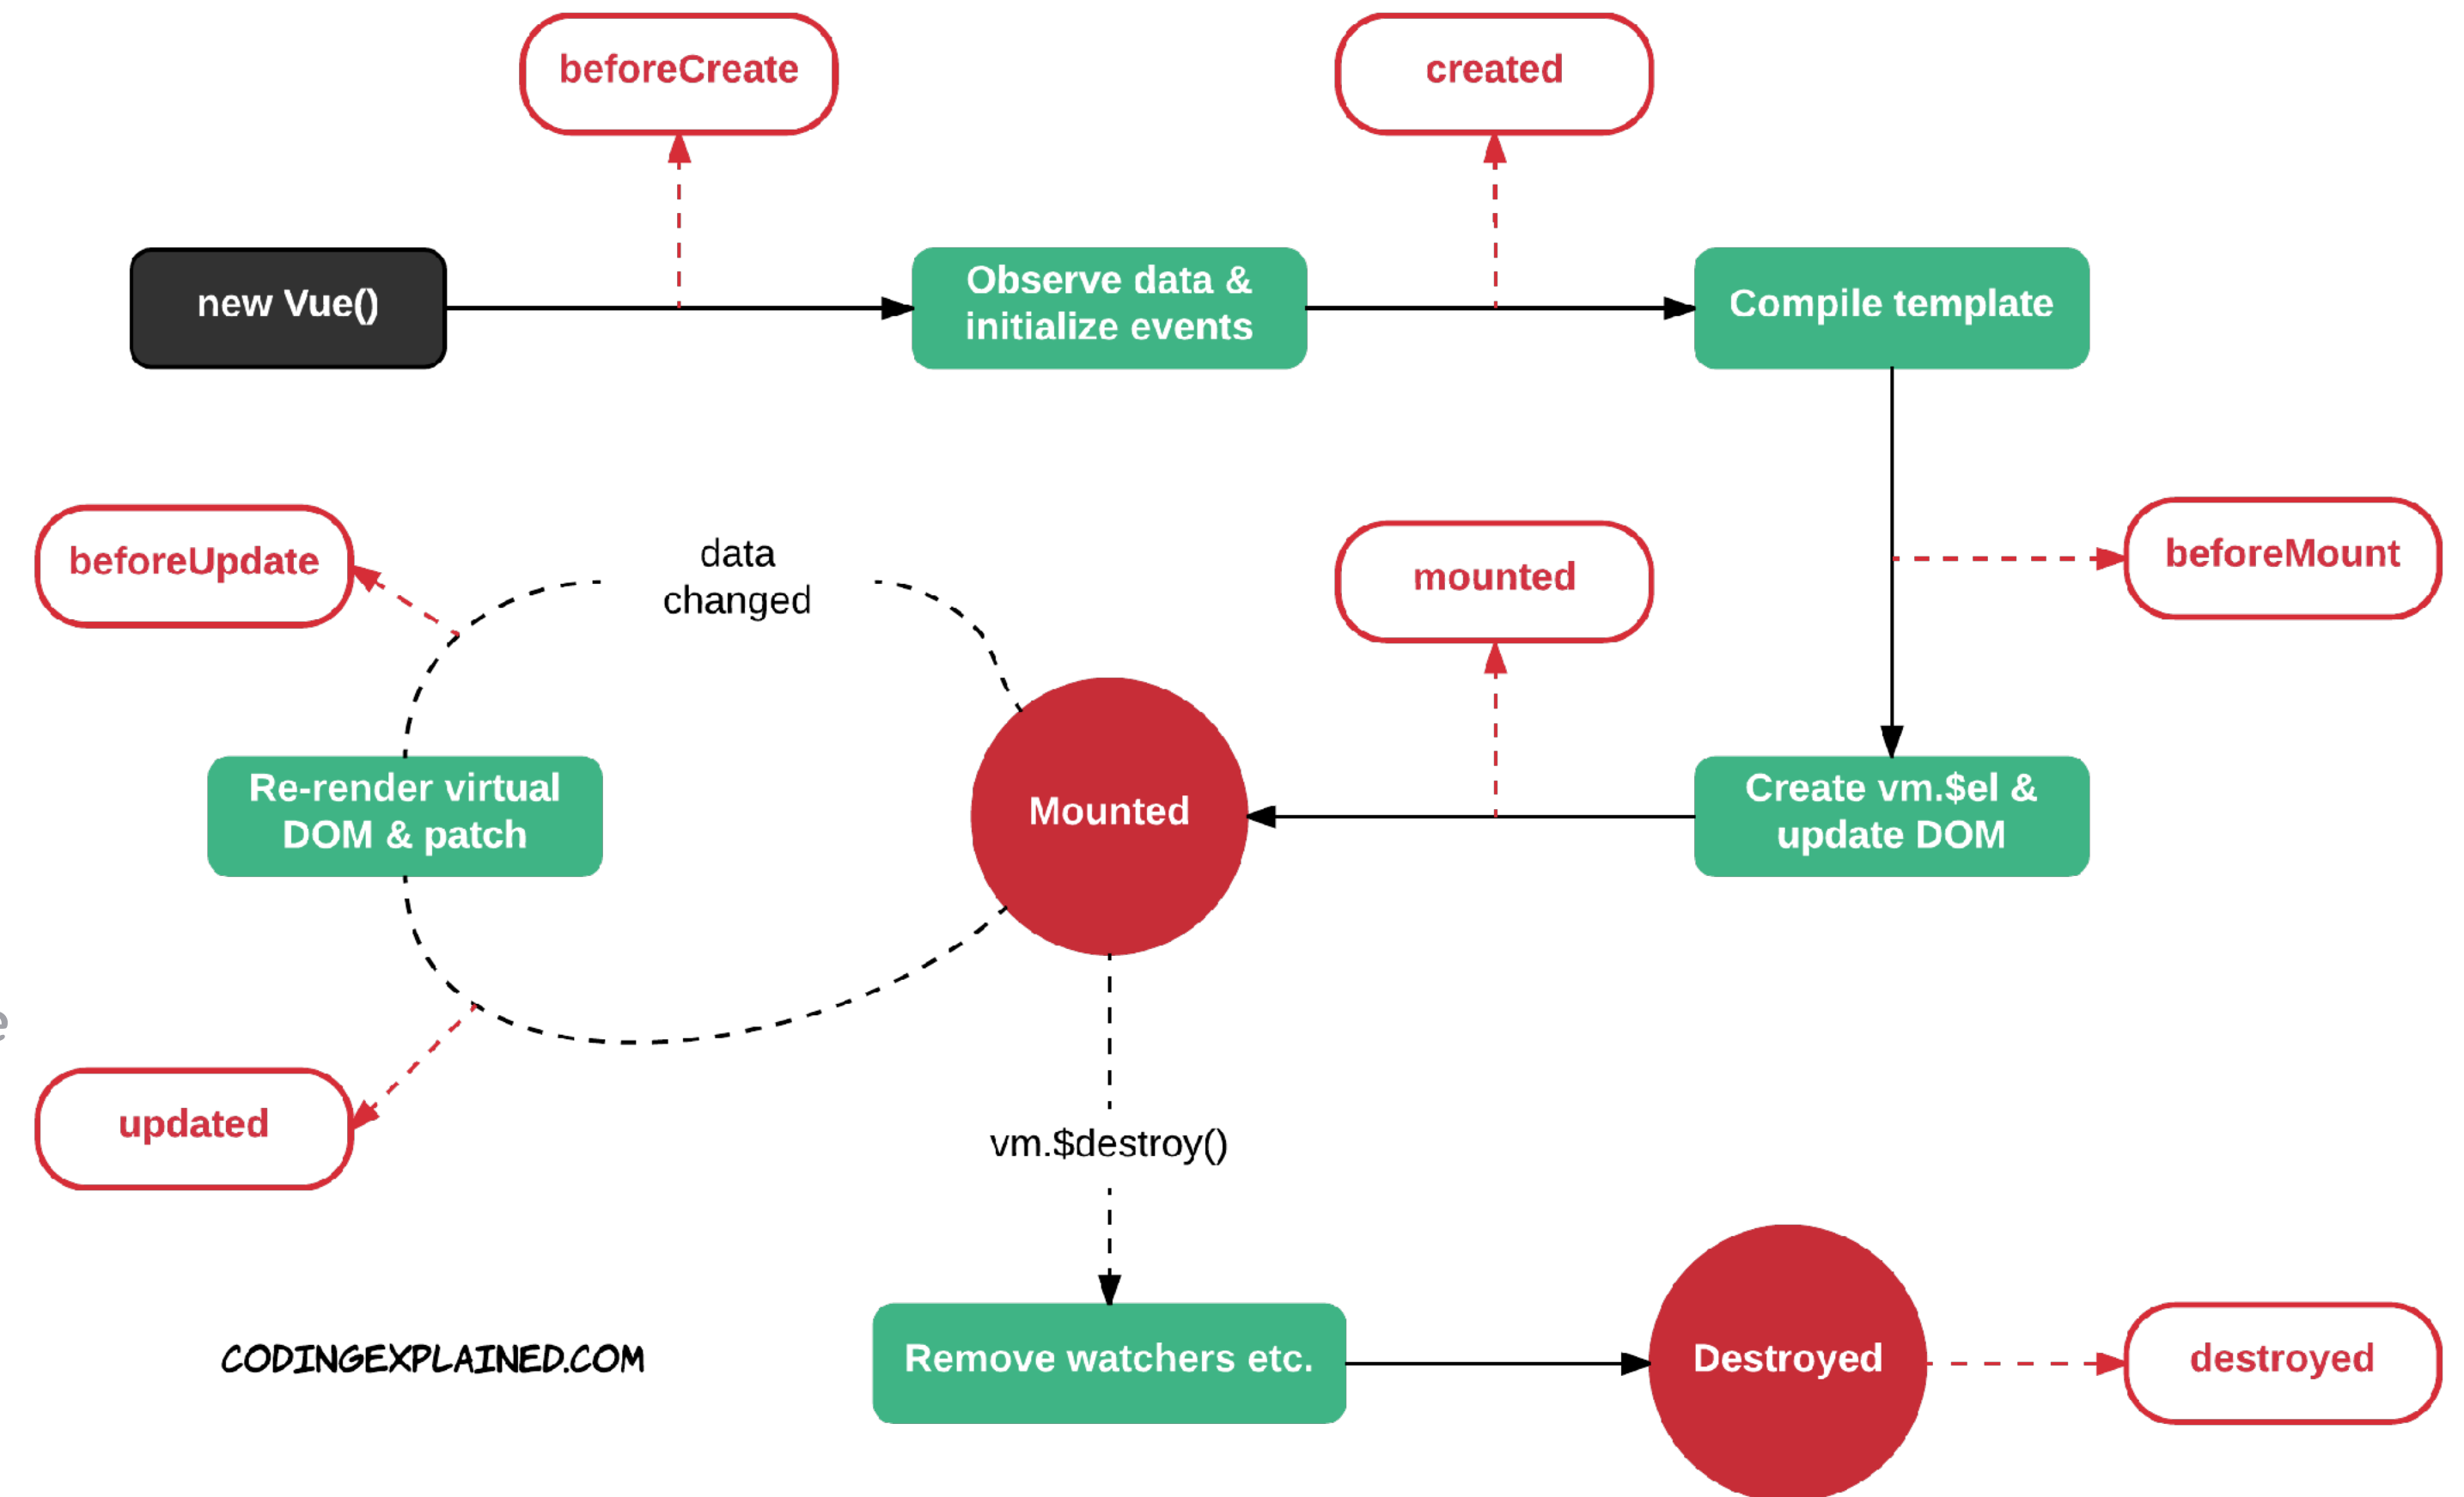 beforeCreate
created
new Vue()
Observe data &
initialize events
Compile template
beforeUpdate
data
changed
mounted
beforeMount
Re-render virtual
DOM & patch
Mounted
Create vm.$el &
update DOM
e
updated
vm.$destroy()
CODINGEXPLAINED.COM
Remove watchers etc.
Destroyed
destroyed